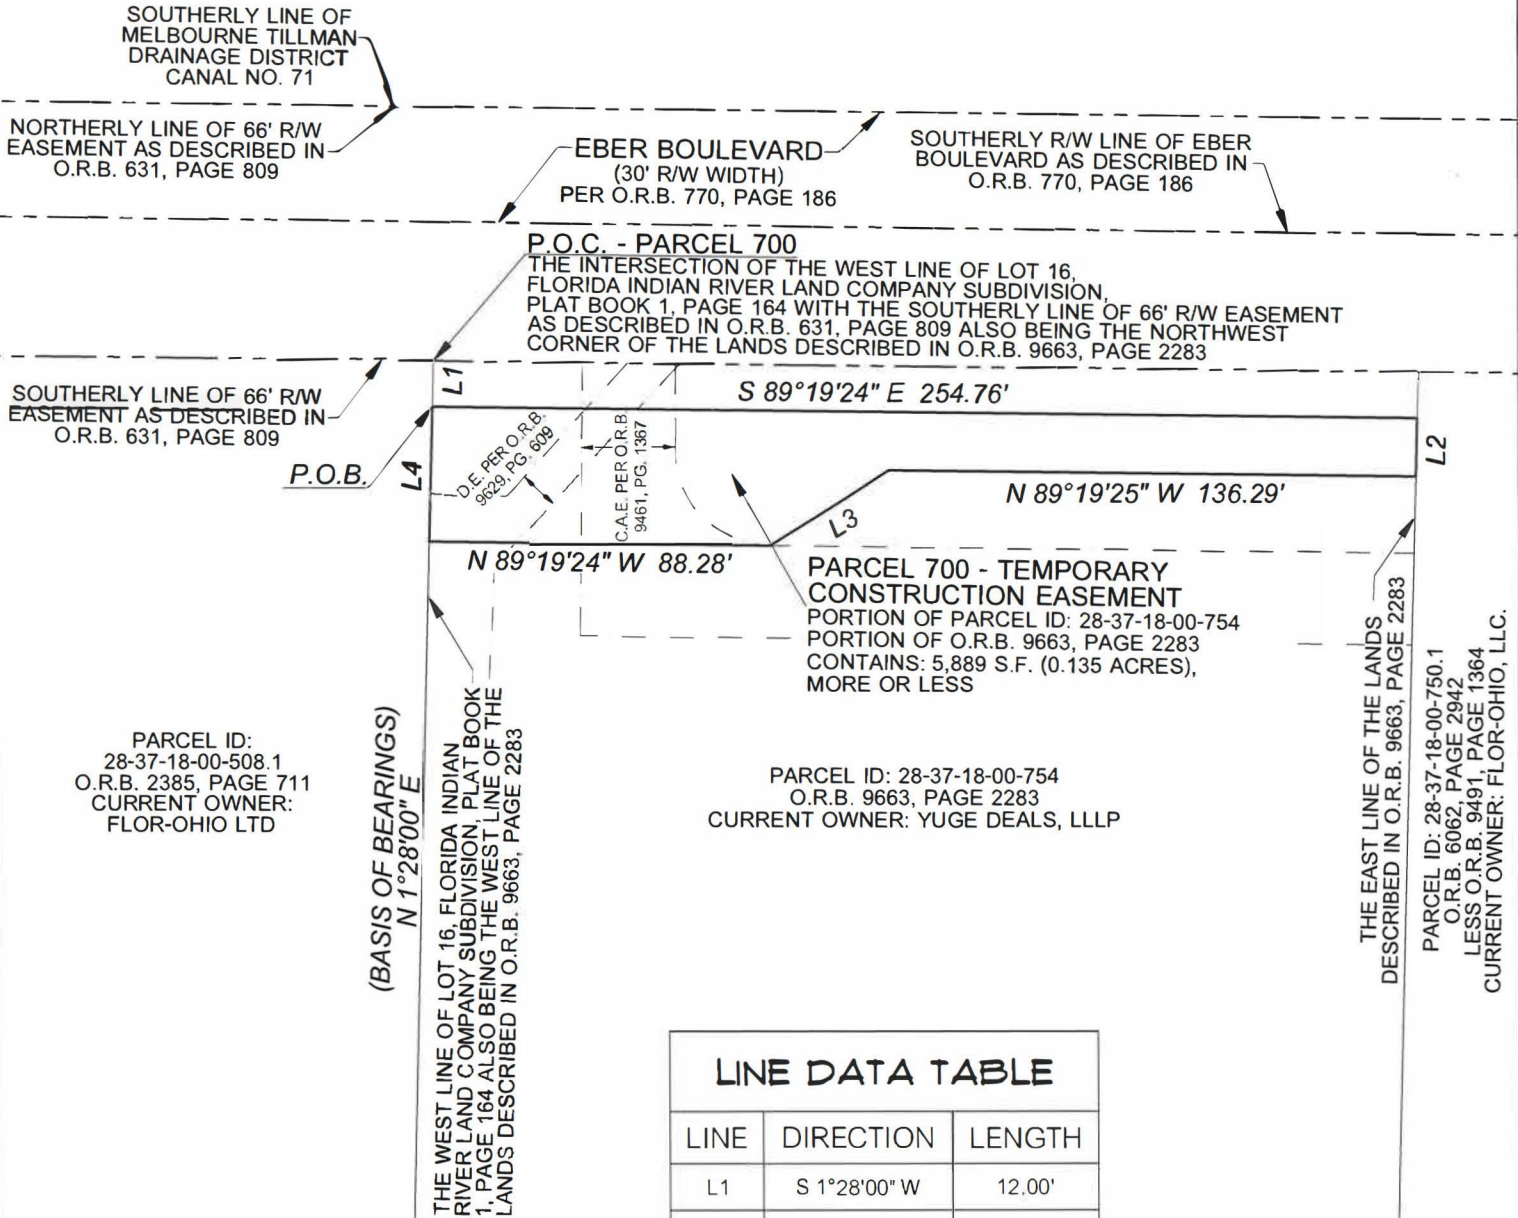 SOUTHERLY LINE OF
MELBOURNE TILLMAN
DRAINAGE DISTRICT
CANAL NO. 71
NORTHERLY LINE OF 66' R/W
EASEMENT AS DESCRIBED IN
O.R.B. 631, PAGE 809
EBER BOULEVARD
(30' R/W WIDTH)
PER O.R.B. 770, PAGE 186
SOUTHERLY R/W LINE OF EBER
BOULEVARD AS DESCRIBED IN
O.R.B. 770, PAGE 186
P.O.C. - PARCEL 700
THE INTERSECTION OF THE WEST LINE OF LOT 16,
FLORIDA INDIAN RIVER LAND COMPANY SUBDIVISION,
PLAT BOOK 1, PAGE 164 WITH THE SOUTHERLY LINE OF 66' R/W EASEMENT
AS DESCRIBED IN O.R.B. 631, PAGE 809 ALSO BEING THE NORTHWEST
CORNER OF THE LANDS DESCRIBED IN O.R.B. 9663, PAGE 2283
SOUTHERLY LINE OF 66' R/W
EASEMENT AS DESCRIBED IN
O.R.B. 631, PAGE 809
L1
S 89°19'24" E 254.76'
P.O.B.
L4
D.E. PER O.R.B.
9629, PG. 609
C.A.E. PER O.R.B.
9461, PG. 1367
L3
N 89°19'25" W 136.29'
L2
N 89°19'24" W 88.28'
PARCEL 700 - TEMPORARY
CONSTRUCTION EASEMENT
PORTION OF PARCEL ID: 28-37-18-00-754
PORTION OF O.R.B. 9663, PAGE 2283
CONTAINS: 5,889 S.F. (0.135 ACRES),
MORE OR LESS
PARCEL ID:
28-37-18-00-508.1
O.R.B. 2385, PAGE 711
CURRENT OWNER:
FLOR-OHIO LTD
(BASIS OF BEARINGS)
N 1°28'00" E
THE WEST LINE OF LOT 16, FLORIDA INDIAN
RIVER LAND COMPANY SUBDIVISION, PLAT BOOK
1, PAGE 164 ALSO BEING THE WEST LINE OF THE
LANDS DESCRIBED IN O.R.B. 9663, PAGE 2283
PARCEL ID: 28-37-18-00-754
O.R.B. 9663, PAGE 2283
CURRENT OWNER: YUGE DEALS, LLLP
THE EAST LINE OF THE LANDS
DESCRIBED IN O.R.B. 9663, PAGE 2283
PARCEL ID: 28-37-18-00-750.1
O.R.B. 6062, PAGE 2942
LESS O.R.B. 9491, PAGE 1364
CURRENT OWNER: FLOR-OHIO, LLC.
LINE DATA TABLE
LINE DIRECTION LENGTH
L1 S 1°28'00" W 12.00'